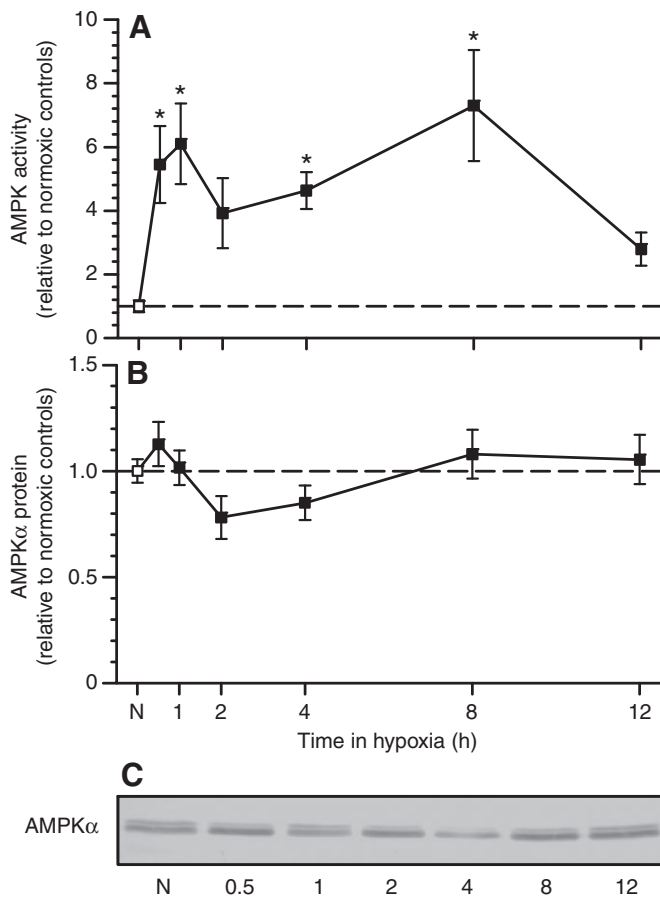 A
10
8
6
4
2
0
AMPK activity
(relative to normoxic controls)
*
*
*
*
B
1.5
1.0
0.5
0
AMPKα protein
(relative to normoxic controls)
N 1 2 4 8 12
Time in hypoxia (h)
C
AMPKα
N 0.5 1 2 4 8 12